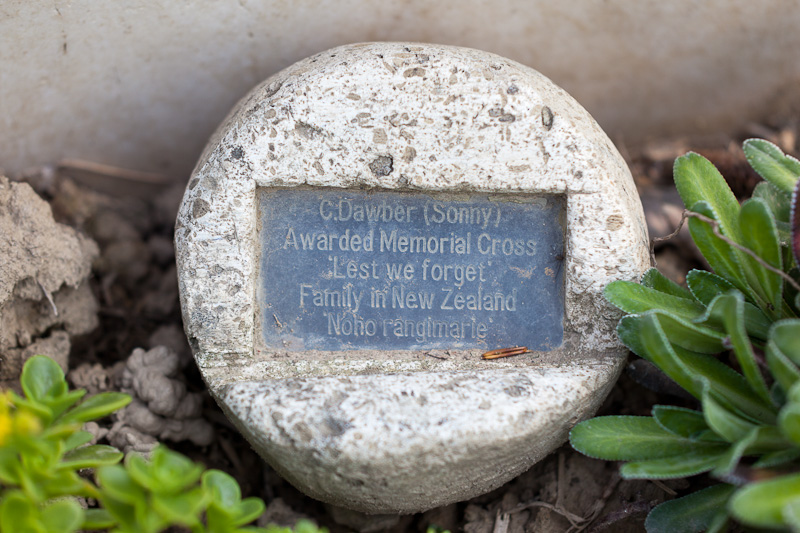 C.Dawber (Sonny)
Awarded Memorial Cross
'Lest we forget'
Family in New Zealand
'Noho rangimarie'